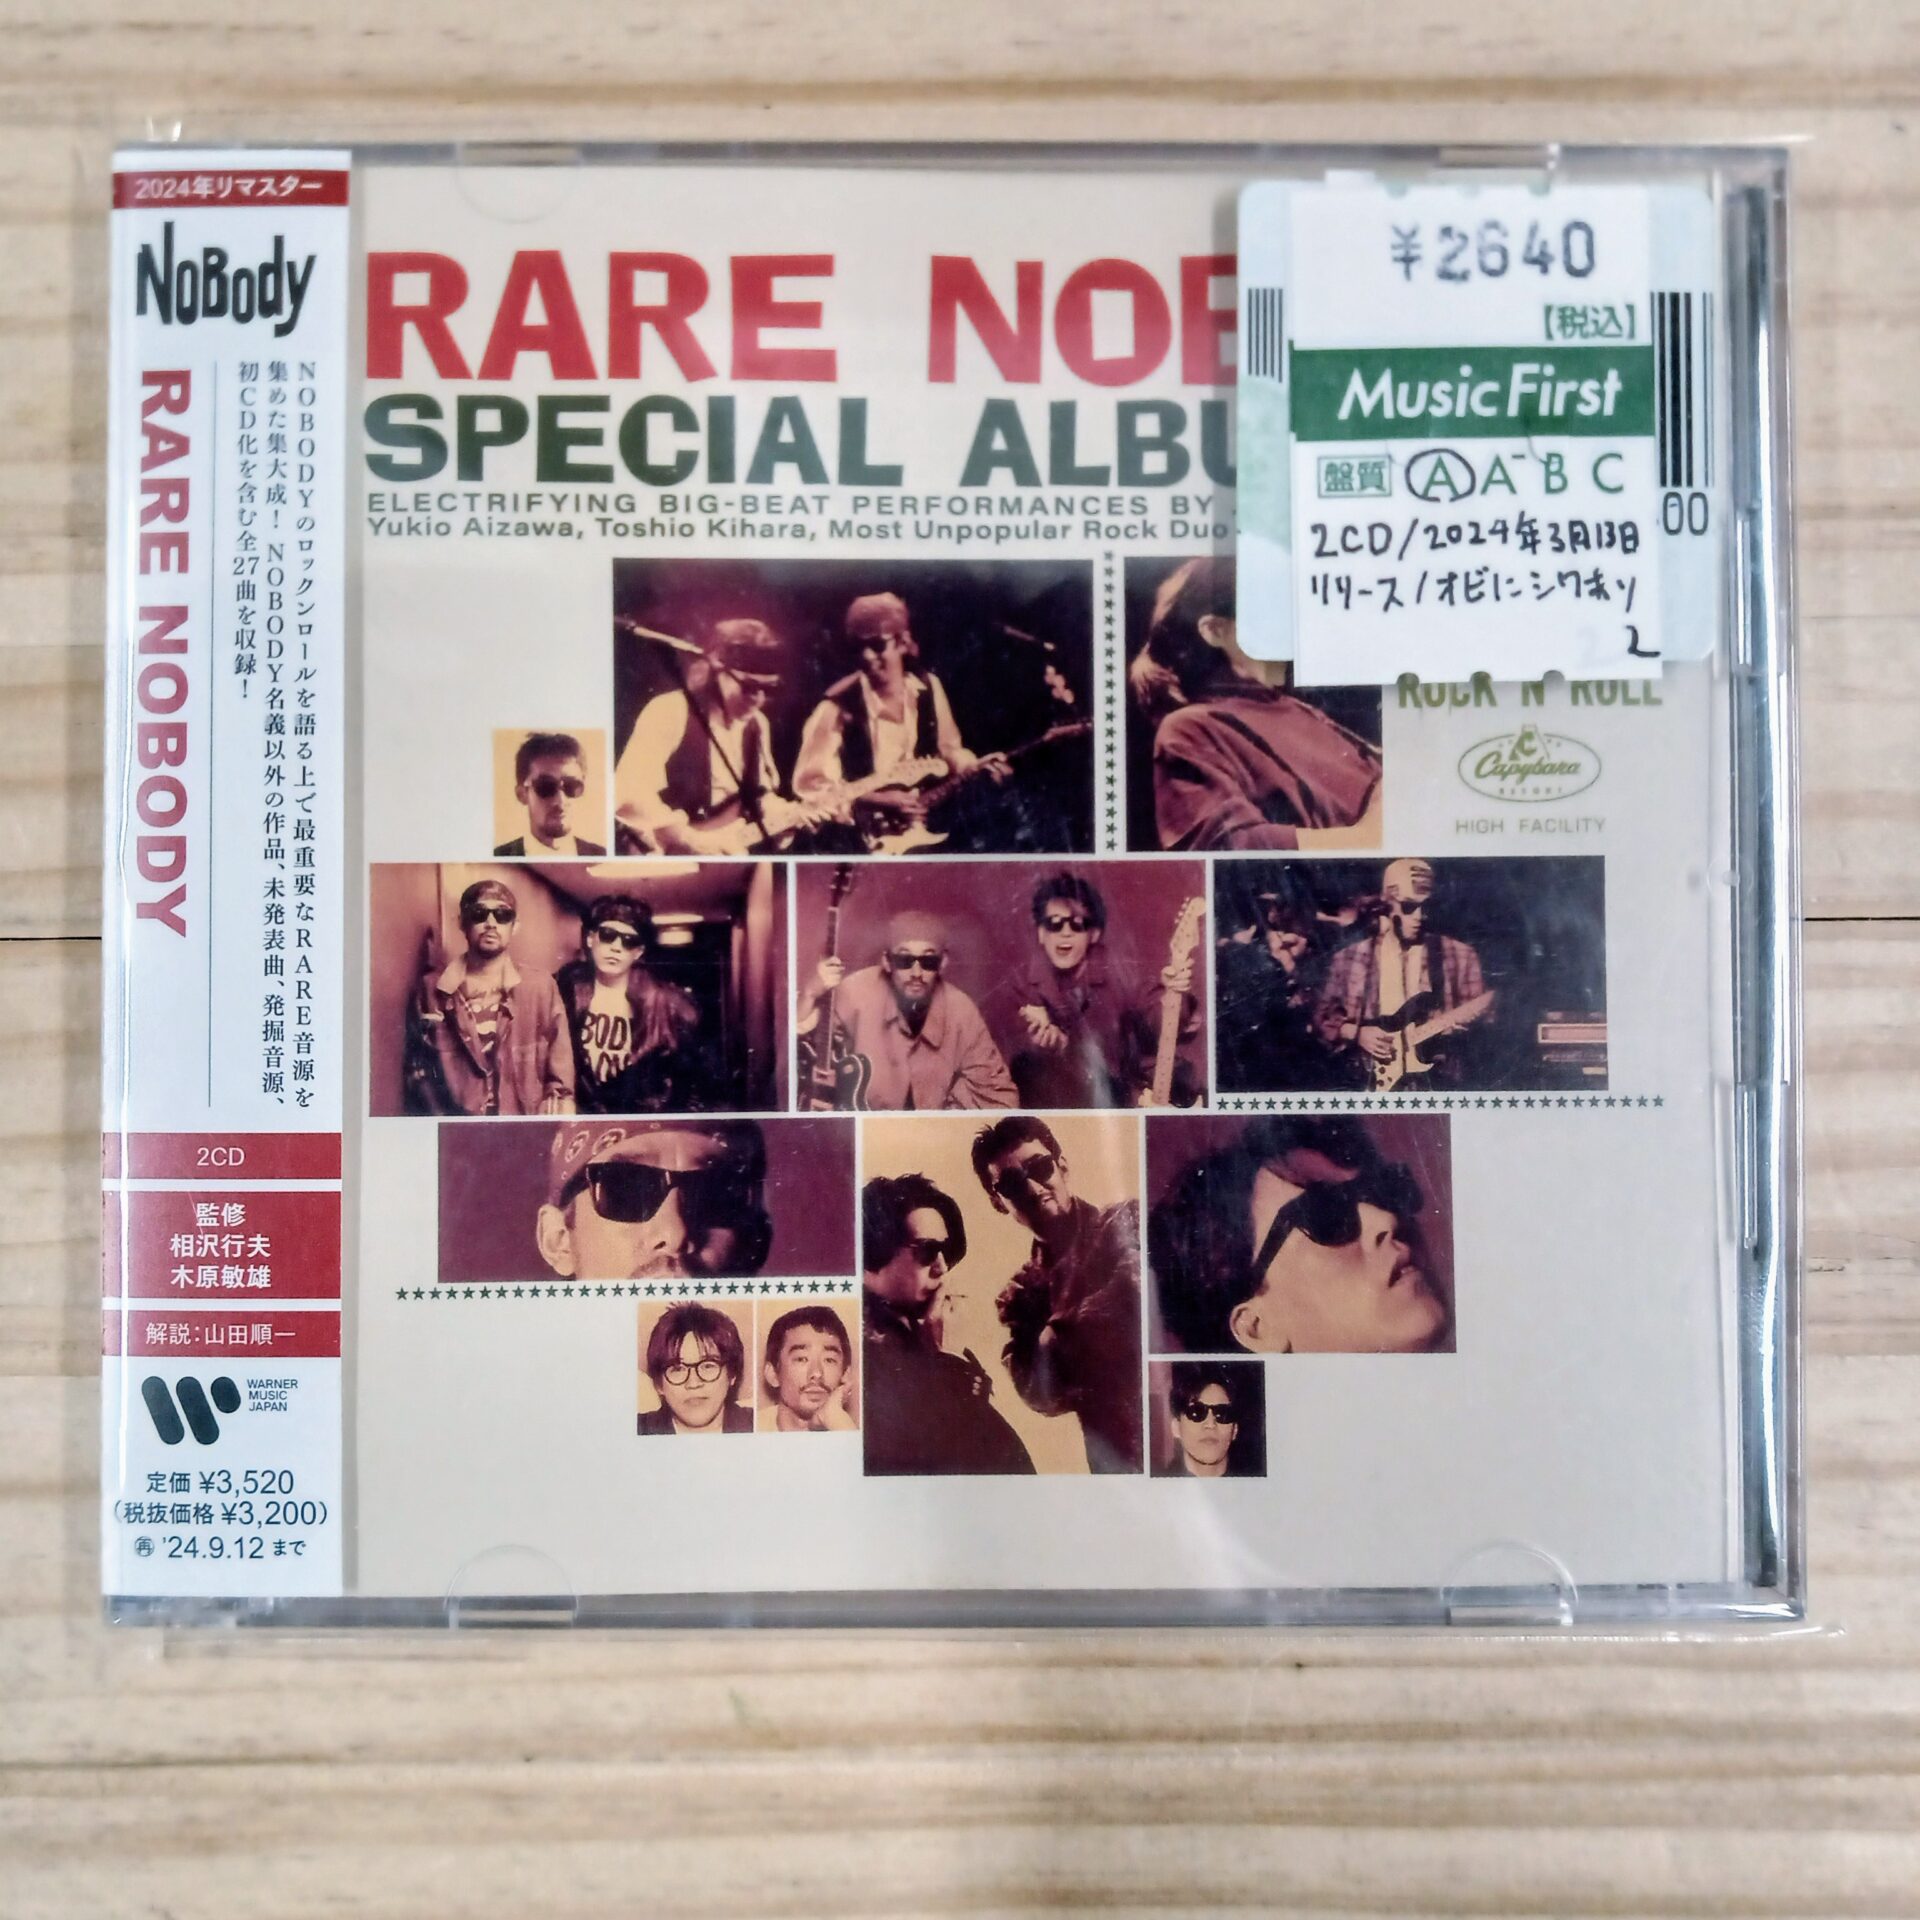 2024年リマスター
NoBody
RARE NOBODY
NOBODYのロックンロールを語る上で最重要なRARE音源を
集めた集大成！ NOBODY名義以外の作品、未発表曲、発掘音源、
初CD化を含む全27曲を収録！
2CD
監修
相沢行夫
木原敏雄
解説：山田順一
WARNER
MUSIC
JAPAN
定価 ¥3,520
（税抜価格 ¥3,200）
再 '24.9.12 まで
RARE
SPECIAL
ELECTRIFYING BIG-BEAT PERFORMANCES BY
Yukio Aizawa, Toshio Kihara, Most Unpopular Rock Duo
¥2640
【税込】
Music First
盤質 A A⁻ B C
2CD/2024年3月13日
リリース/オビにシワあり
2
00
ROCK 'N' ROLL
Capybara
RESORT
HIGH FACILITY
BODY